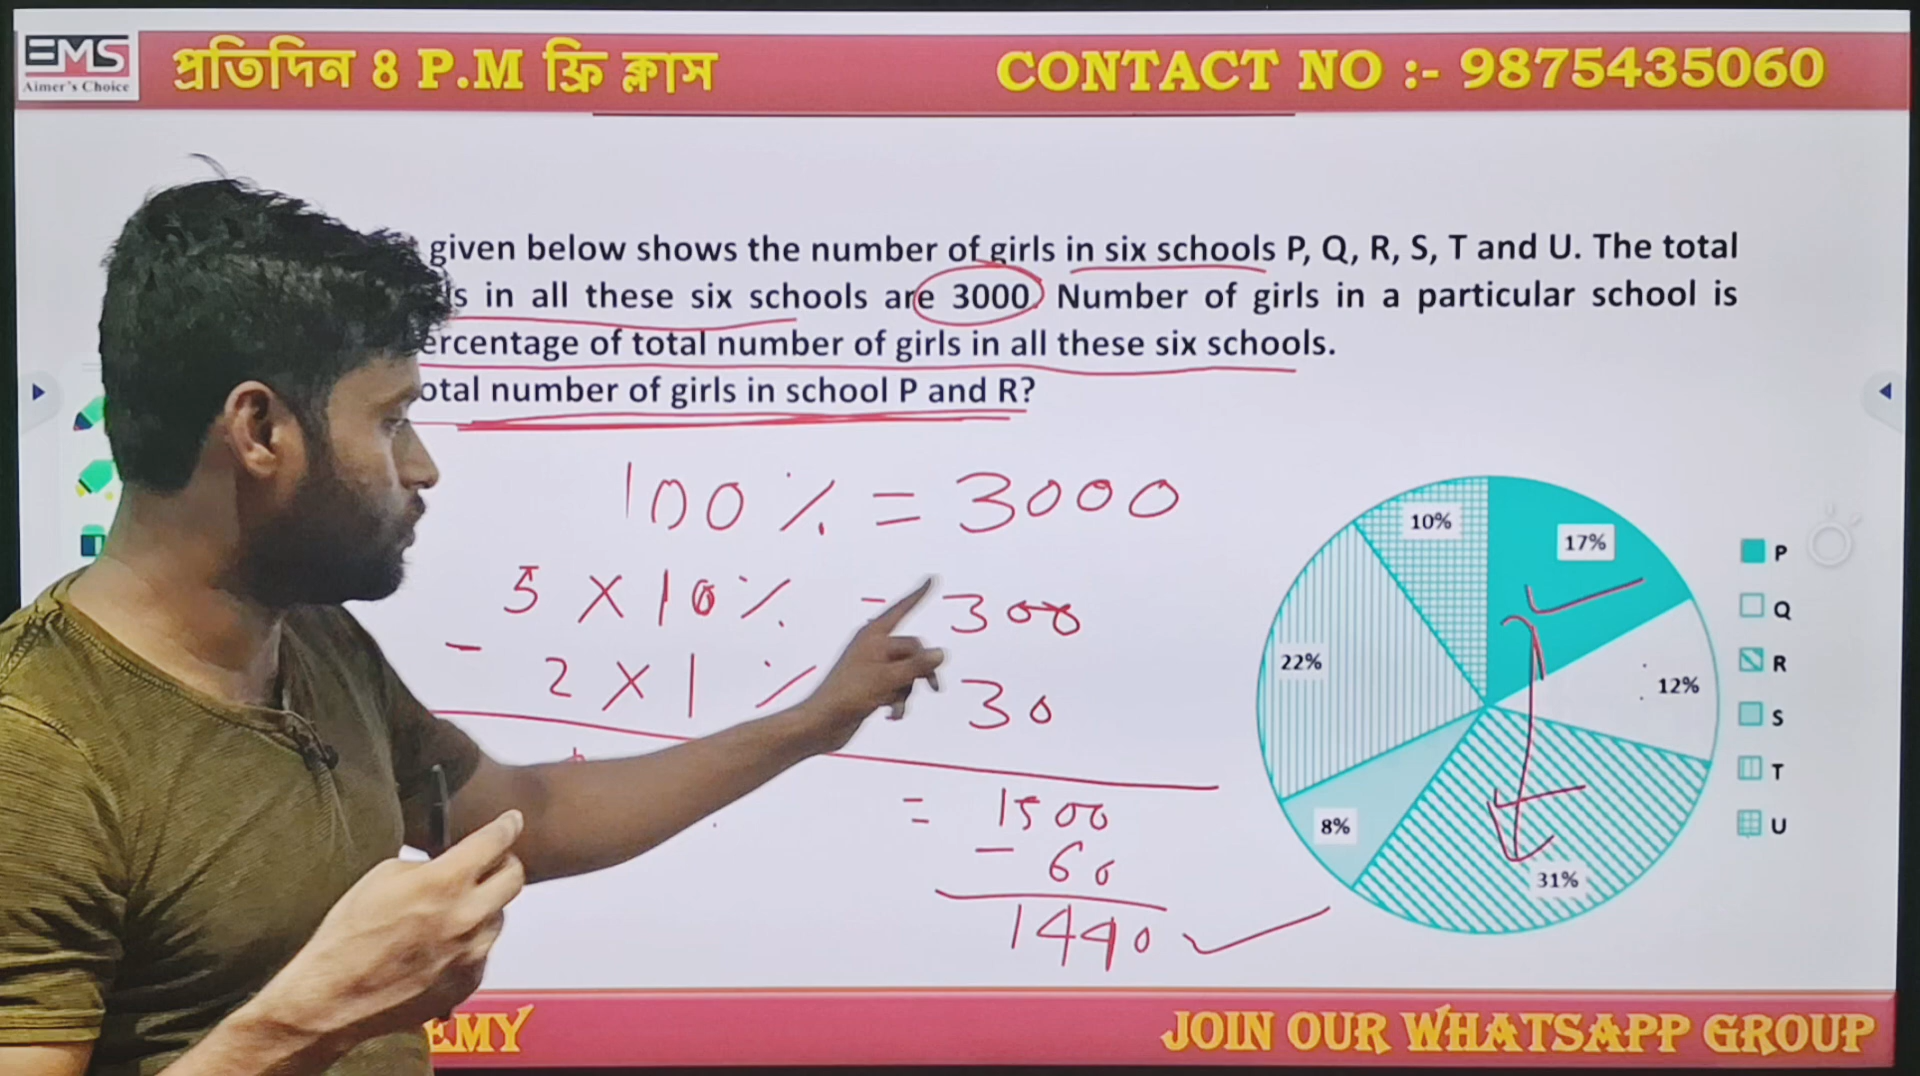 EMS
Aimer's Choice
প্রতিদিন 8 P.M ফ্রি ক্লাস
CONTACT NO :- 9875435060
given below shows the number of girls in six schools P, Q, R, S, T and U. The total
in all these six schools are 3000. Number of girls in a particular school is
ercentage of total number of girls in all these six schools.
otal number of girls in school P and R?
100% = 3000
5 X 10% = 300
- 2 X 1% 30
= 1500
- 60
1440
10%
17%
22%
12%
8%
31%
P
Q
R
S
T
U
EMY
JOIN OUR WHATSAPP GROUP